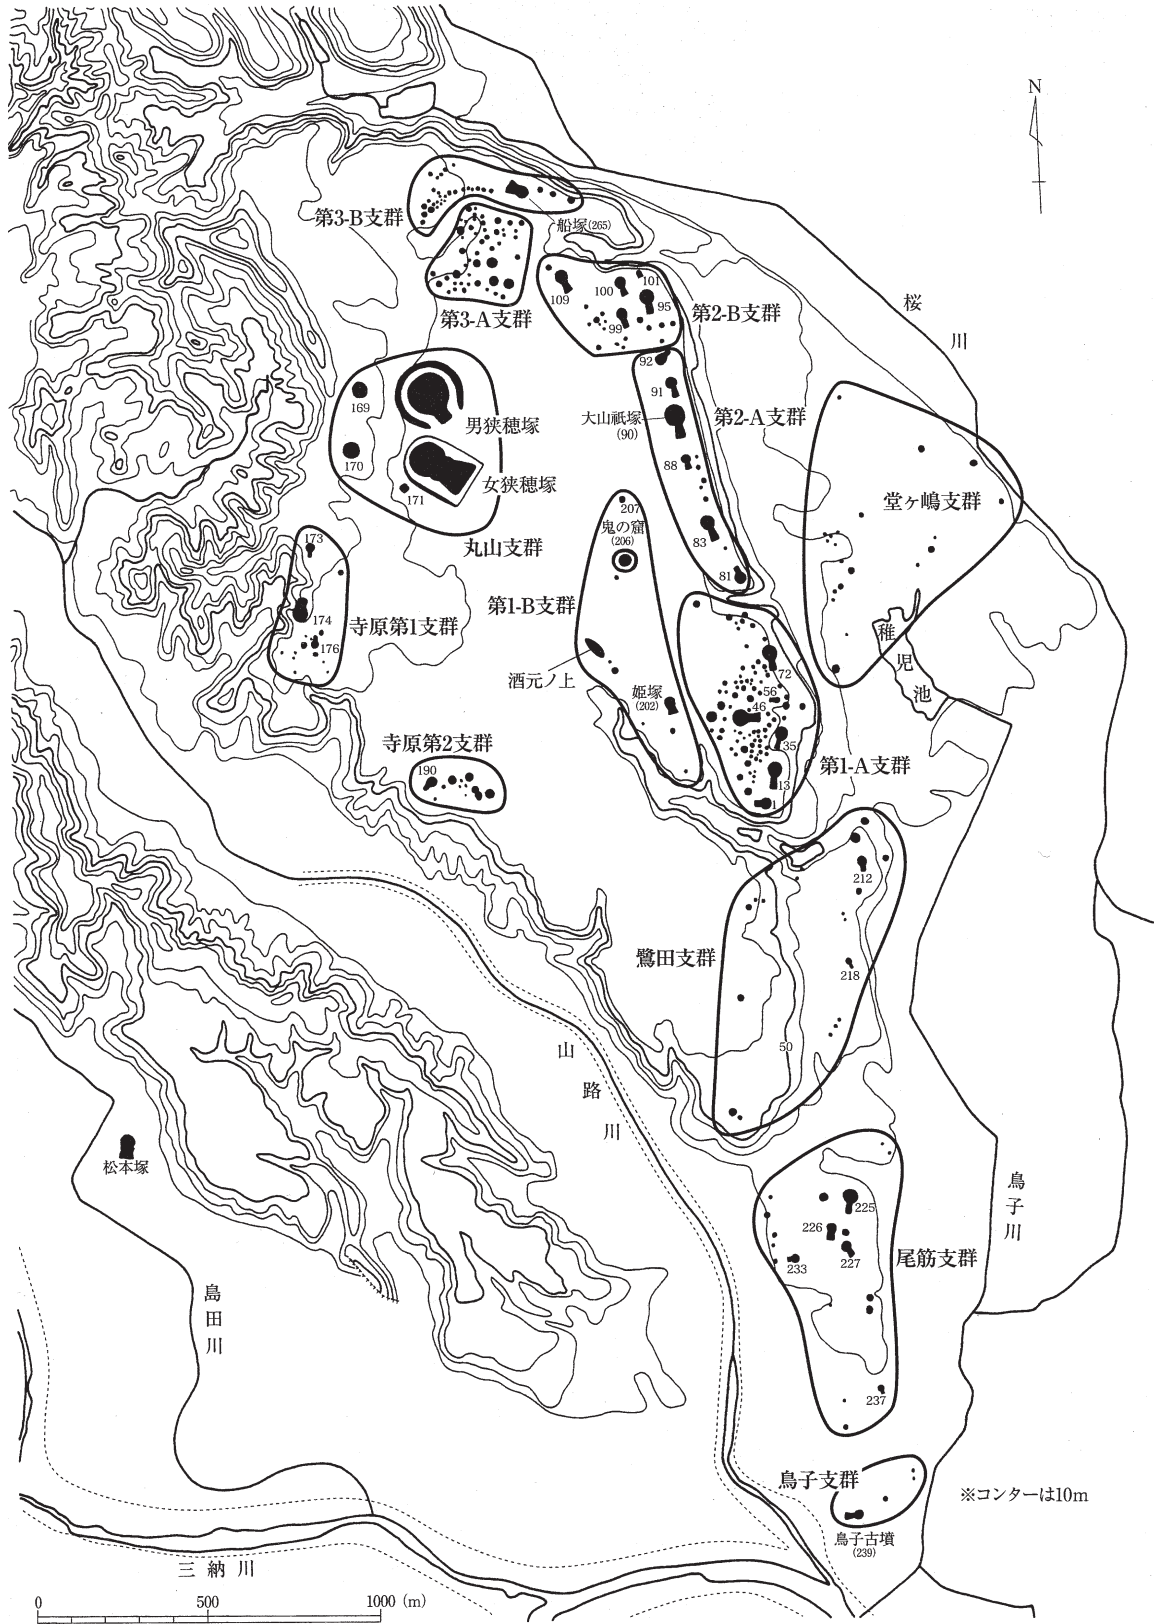 N
第3-B支群
船塚(265)
第3-A支群
109
100
101
95
99
第2-B支群
桜川
92
91
大山祇塚
(90)
第2-A支群
88
83
81
169
170
171
男狭穂塚
女狭穂塚
丸山支群
堂ヶ嶋支群
207
鬼の窟
(206)
173
174
176
寺原第1支群
第1-B支群
酒元ノ上
姫塚
(202)
稚児池
72
56
46
35
13
1
第1-A支群
寺原第2支群
190
212
218
50
鷺田支群
山路川
松本塚
島田川
鳥子川
225
226
227
233
237
尾筋支群
鳥子支群
鳥子古墳
(239)
※コンターは10m
三納川
0 500 1000 (m)